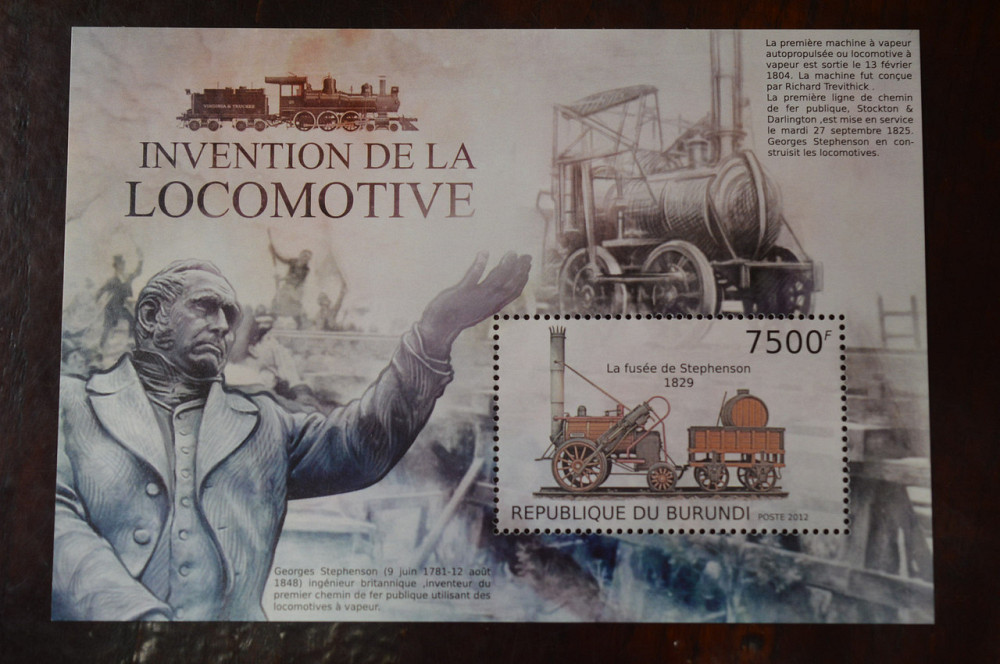 VIRGINIA & TRUCKEE
INVENTION DE LA
LOCOMOTIVE
La première machine à vapeur
autopropulsée ou locomotive à
vapeur est sortie le 13 février
1804. La machine fut conçue
par Richard Trevithick .
La première ligne de chemin
de fer publique, Stockton &
Darlington ,est mise en service
le mardi 27 septembre 1825.
Georges Stephenson en con-
struisit les locomotives.
7500F
La fusée de Stephenson
1829
REPUBLIQUE DU BURUNDI POSTE 2012
Georges Stephenson (9 juin 1781-12 août
1848) ingénieur britannique ,inventeur du
premier chemin de fer publique utilisant des
locomotives à vapeur.